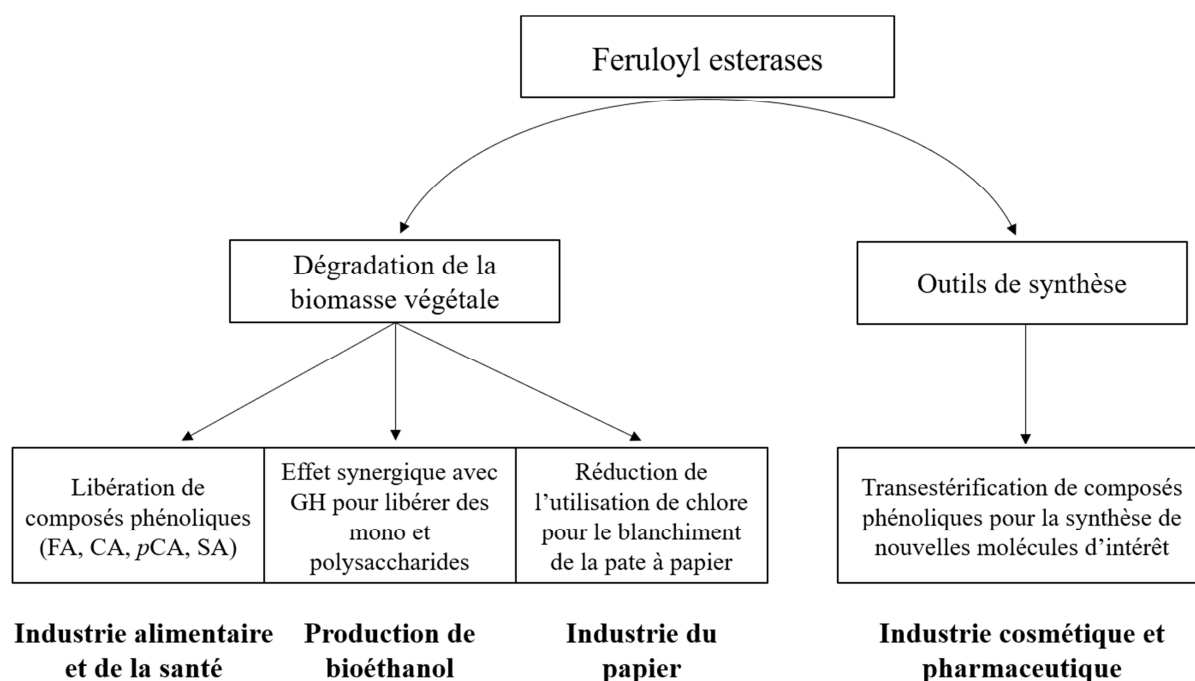 Feruloyl esterases
Dégradation de la
biomasse végétale
Outils de synthèse
Libération de
composés phénoliques
(FA, CA, pCA, SA)
Effet synergique avec
GH pour libérer des
mono et
polysaccharides
Réduction de
l’utilisation de chlore
pour le blanchiment
de la pate à papier
Transestérification de composés
phénoliques pour la synthèse de
nouvelles molécules d’intérêt
Industrie alimentaire
et de la santé
Production de
bioéthanol
Industrie du
papier
Industrie cosmétique et
pharmaceutique